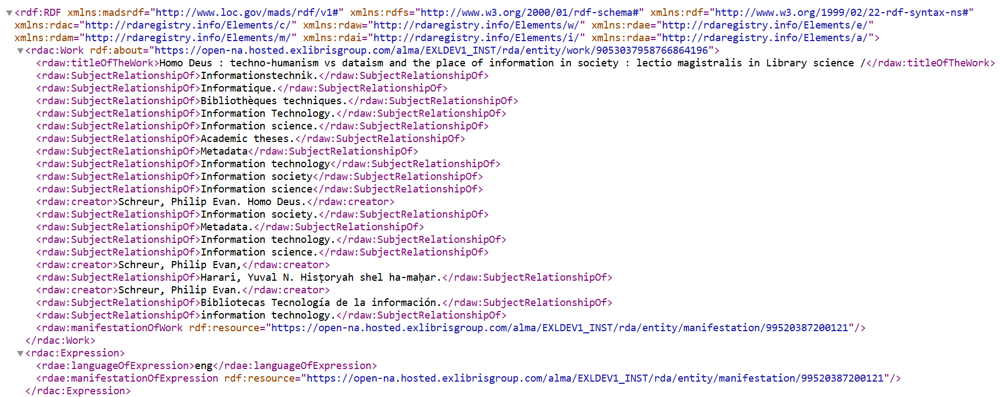 <rdf:RDF xmlns:madsrdf="http://www.loc.gov/mads/rdf/v1#" xmlns:rdfs="http://www.w3.org/2000/01/rdf-schema#" xmlns:rdf="http://www.w3.org/1999/02/22-rdf-syntax-ns#"
xmlns:rdac="http://rdaregistry.info/Elements/c/" xmlns:rdaw="http://rdaregistry.info/Elements/w/" xmlns:rdae="http://rdaregistry.info/Elements/e/"
xmlns:rdam="http://rdaregistry.info/Elements/m/" xmlns:rdai="http://rdaregistry.info/Elements/i/" xmlns:rdaa="http://rdaregistry.info/Elements/a/">
<rdac:Work rdf:about="https://open-na.hosted.exlibrisgroup.com/alma/EXLDEV1_INST/rda/entity/work/9053037958766864196">
<rdaw:titleOfTheWork>Homo Deus : techno-humanism vs dataism and the place of information in society : lectio magistralis in Library science /</rdaw:titleOfTheWork>
<rdaw:SubjectRelationshipOf>Informationstechnik.</rdaw:SubjectRelationshipOf>
<rdaw:SubjectRelationshipOf>Informatique.</rdaw:SubjectRelationshipOf>
<rdaw:SubjectRelationshipOf>Bibliothèques techniques.</rdaw:SubjectRelationshipOf>
<rdaw:SubjectRelationshipOf>Information Technology.</rdaw:SubjectRelationshipOf>
<rdaw:SubjectRelationshipOf>Information science.</rdaw:SubjectRelationshipOf>
<rdaw:SubjectRelationshipOf>Academic theses.</rdaw:SubjectRelationshipOf>
<rdaw:SubjectRelationshipOf>Metadata</rdaw:SubjectRelationshipOf>
<rdaw:SubjectRelationshipOf>Information technology</rdaw:SubjectRelationshipOf>
<rdaw:SubjectRelationshipOf>Information society</rdaw:SubjectRelationshipOf>
<rdaw:SubjectRelationshipOf>Information science</rdaw:SubjectRelationshipOf>
<rdaw:creator>Schreur, Philip Evan. Homo Deus.</rdaw:creator>
<rdaw:SubjectRelationshipOf>Information society.</rdaw:SubjectRelationshipOf>
<rdaw:SubjectRelationshipOf>Metadata.</rdaw:SubjectRelationshipOf>
<rdaw:SubjectRelationshipOf>Information technology.</rdaw:SubjectRelationshipOf>
<rdaw:SubjectRelationshipOf>Information science.</rdaw:SubjectRelationshipOf>
<rdaw:creator>Schreur, Philip Evan,</rdaw:creator>
<rdaw:SubjectRelationshipOf>Harari, Yuval N. Hisṭoryah shel ha-maḥar.</rdaw:SubjectRelationshipOf>
<rdaw:creator>Schreur, Philip Evan.</rdaw:creator>
<rdaw:SubjectRelationshipOf>Bibliotecas Tecnología de la información.</rdaw:SubjectRelationshipOf>
<rdaw:SubjectRelationshipOf>information technology.</rdaw:SubjectRelationshipOf>
<rdaw:manifestationOfWork rdf:resource="https://open-na.hosted.exlibrisgroup.com/alma/EXLDEV1_INST/rda/entity/manifestation/99520387200121"/>
</rdac:Work>
<rdac:Expression>
<rdae:languageOfExpression>eng</rdae:languageOfExpression>
<rdae:manifestationOfExpression rdf:resource="https://open-na.hosted.exlibrisgroup.com/alma/EXLDEV1_INST/rda/entity/manifestation/99520387200121"/>
</rdac:Expression>